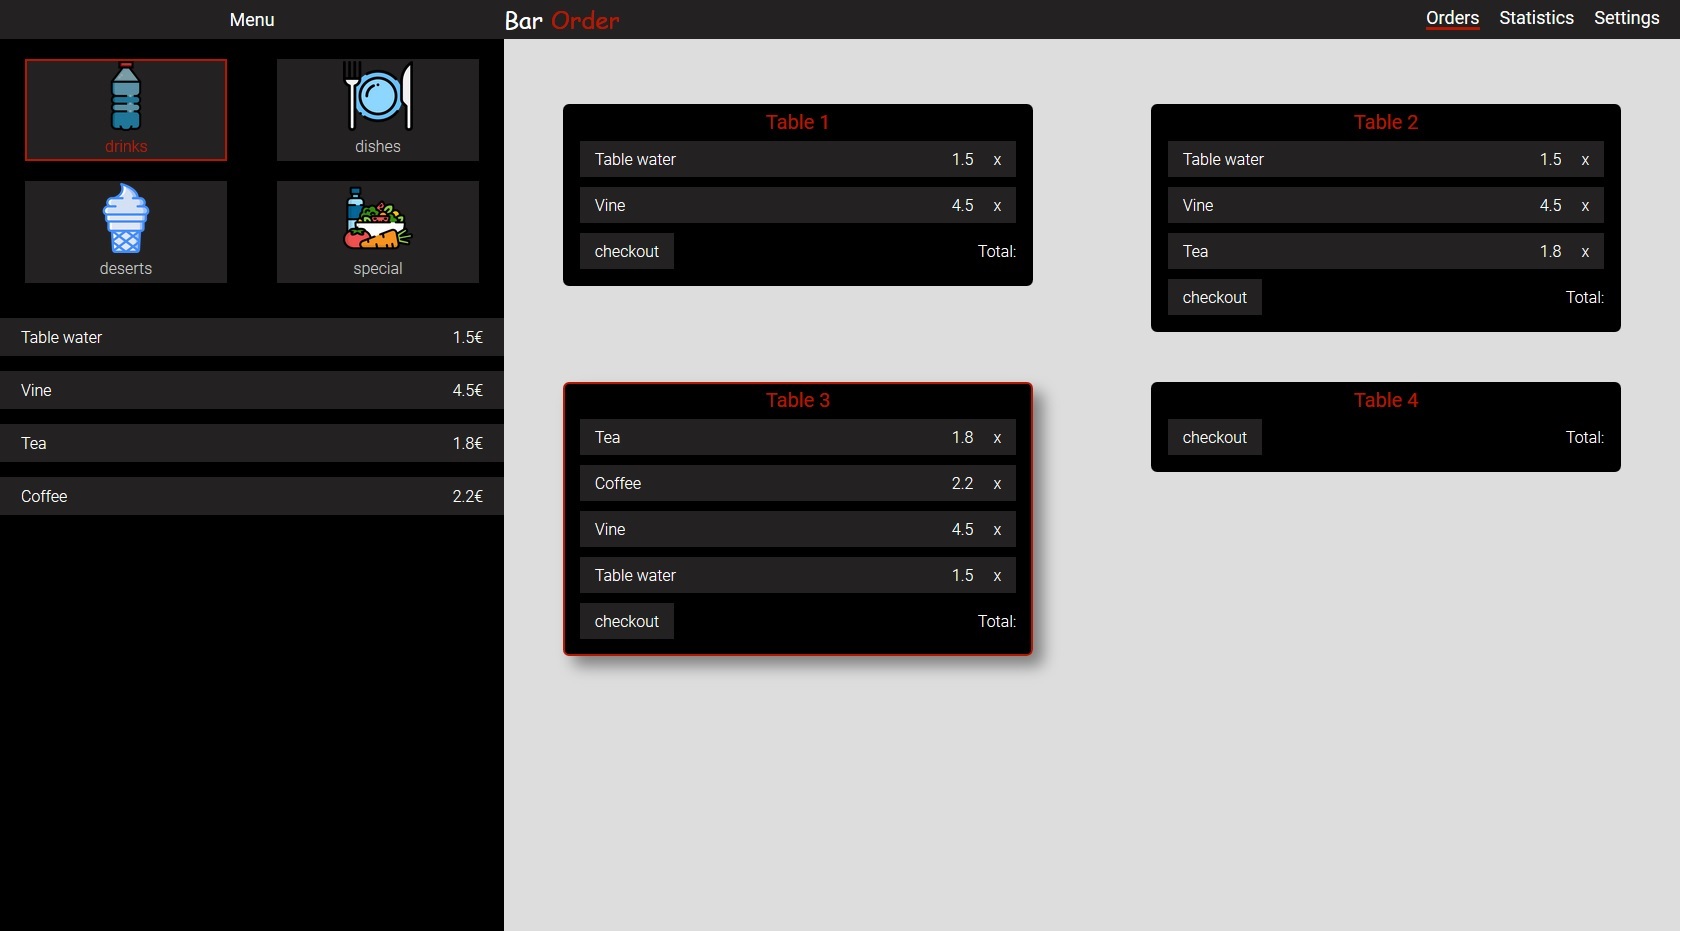 Menu
Bar Order
Orders Statistics Settings
drinks
dishes
deserts
special
Table water 1.5€
Vine 4.5€
Tea 1.8€
Coffee 2.2€
Table 1
Table water 1.5 x
Vine 4.5 x
checkout Total:
Table 2
Table water 1.5 x
Vine 4.5 x
Tea 1.8 x
checkout Total:
Table 3
Tea 1.8 x
Coffee 2.2 x
Vine 4.5 x
Table water 1.5 x
checkout Total:
Table 4
checkout Total: